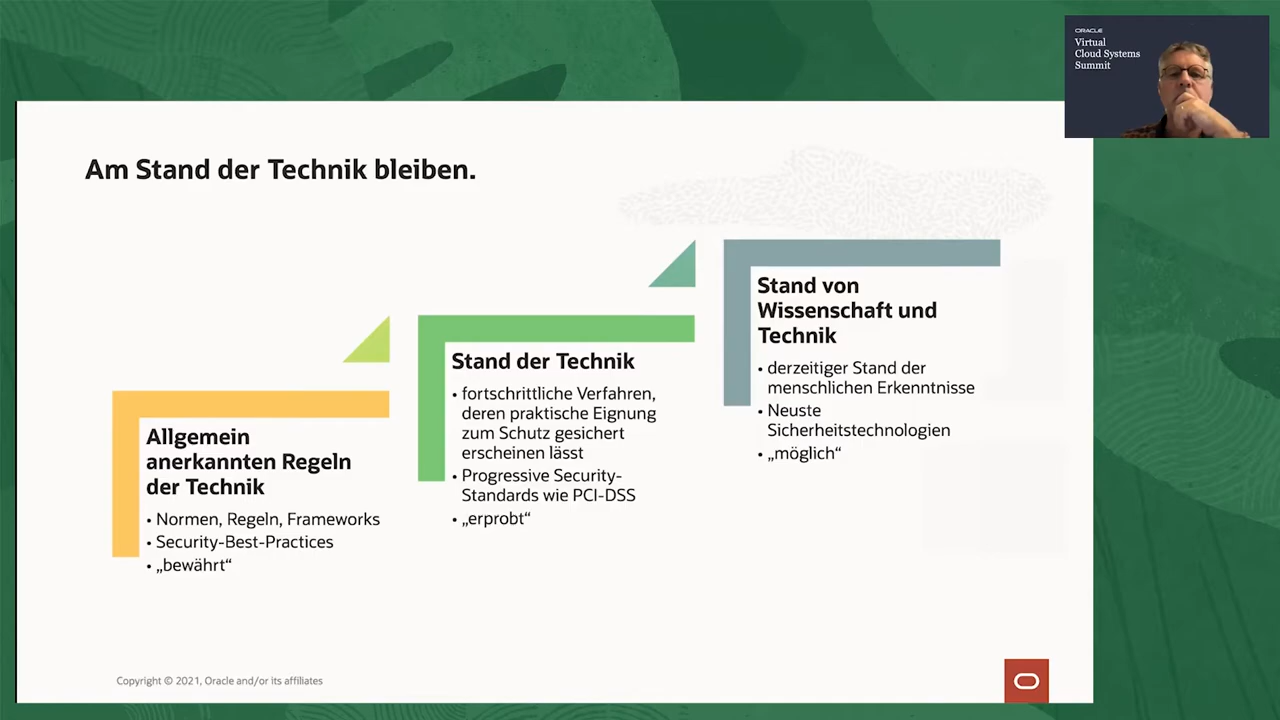 ORACLE
Virtual
Cloud Systems
Summit
Am Stand der Technik bleiben.
Allgemein
anerkannten Regeln
der Technik
• Normen, Regeln, Frameworks
• Security-Best-Practices
• „bewährt“
Stand der Technik
• fortschrittliche Verfahren,
deren praktische Eignung
zum Schutz gesichert
erscheinen lässt
• Progressive Security-
Standards wie PCI-DSS
• „erprobt“
Stand von
Wissenschaft und
Technik
• derzeitiger Stand der
menschlichen Erkenntnisse
• Neuste
Sicherheitstechnologien
• „möglich“
Copyright © 2021, Oracle and/or its affiliates